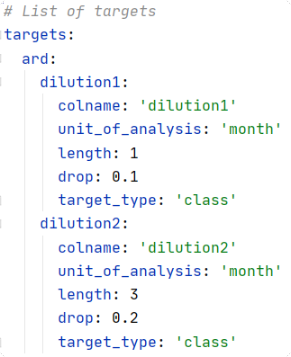 # List of targets
targets:
  ard:
    dilution1:
      colname: 'dilution1'
      unit_of_analysis: 'month'
      length: 1
      drop: 0.1
      target_type: 'class'
    dilution2:
      colname: 'dilution2'
      unit_of_analysis: 'month'
      length: 3
      drop: 0.2
      target_type: 'class'